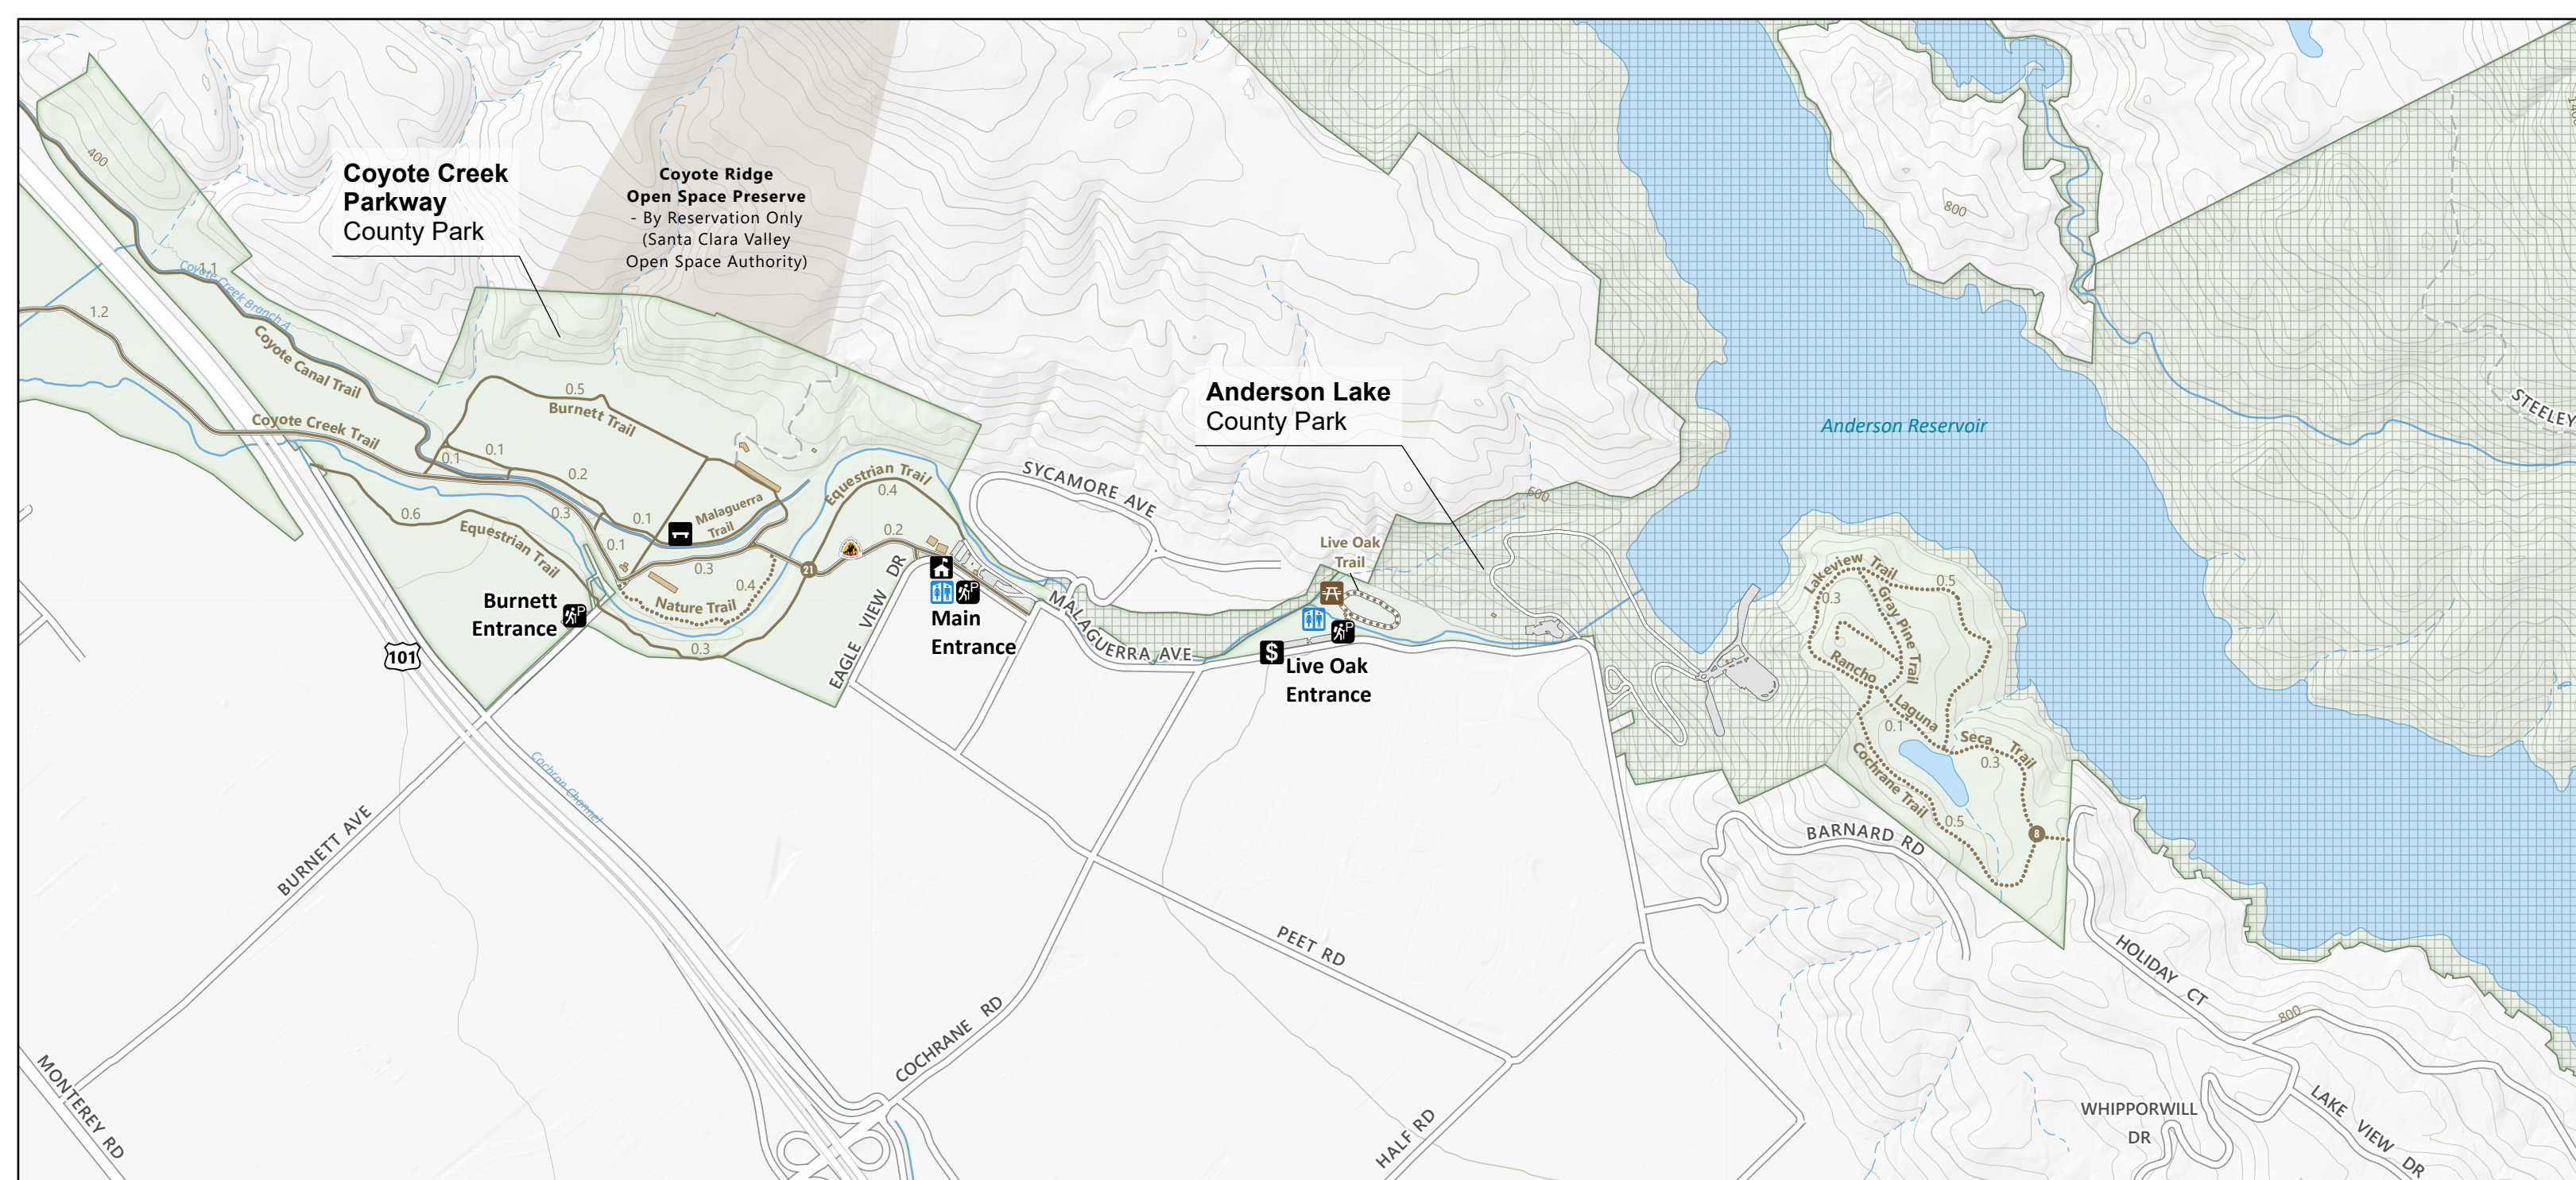 Coyote Creek
Parkway
County Park
Coyote Ridge
Open Space Preserve
- By Reservation Only
(Santa Clara Valley
Open Space Authority)
400
1.1
Coyote Creek Branch A
1.2
Coyote Canal Trail
Coyote Creek Trail
0.5
Burnett Trail
0.1
0.1
0.2
0.3
0.1
0.1
Malaguerra
Trail
Equestrian Trail
0.4
0.2
0.6
Equestrian Trail
0.3
0.4
Nature Trail
0.3
21
Burnett
Entrance
P
101
EAGLE VIEW DR
P
Main
Entrance
SYCAMORE AVE
MALAGUERRA AVE
Anderson Lake
County Park
Live Oak
Trail
P
$
Live Oak
Entrance
600
800
Anderson Reservoir
STEELEY
Lakeview Trail
0.5
0.3
Gray Pine Trail
Rancho Laguna Seca Trail
0.1
0.3
Cochrane Trail
0.5
8
BARNARD RD
HOLIDAY CT
800
WHIPPORWILL
DR
LAKE VIEW DR
BURNETT AVE
Cochran Channel
MONTEREY RD
COCHRANE RD
PEET RD
HALF RD